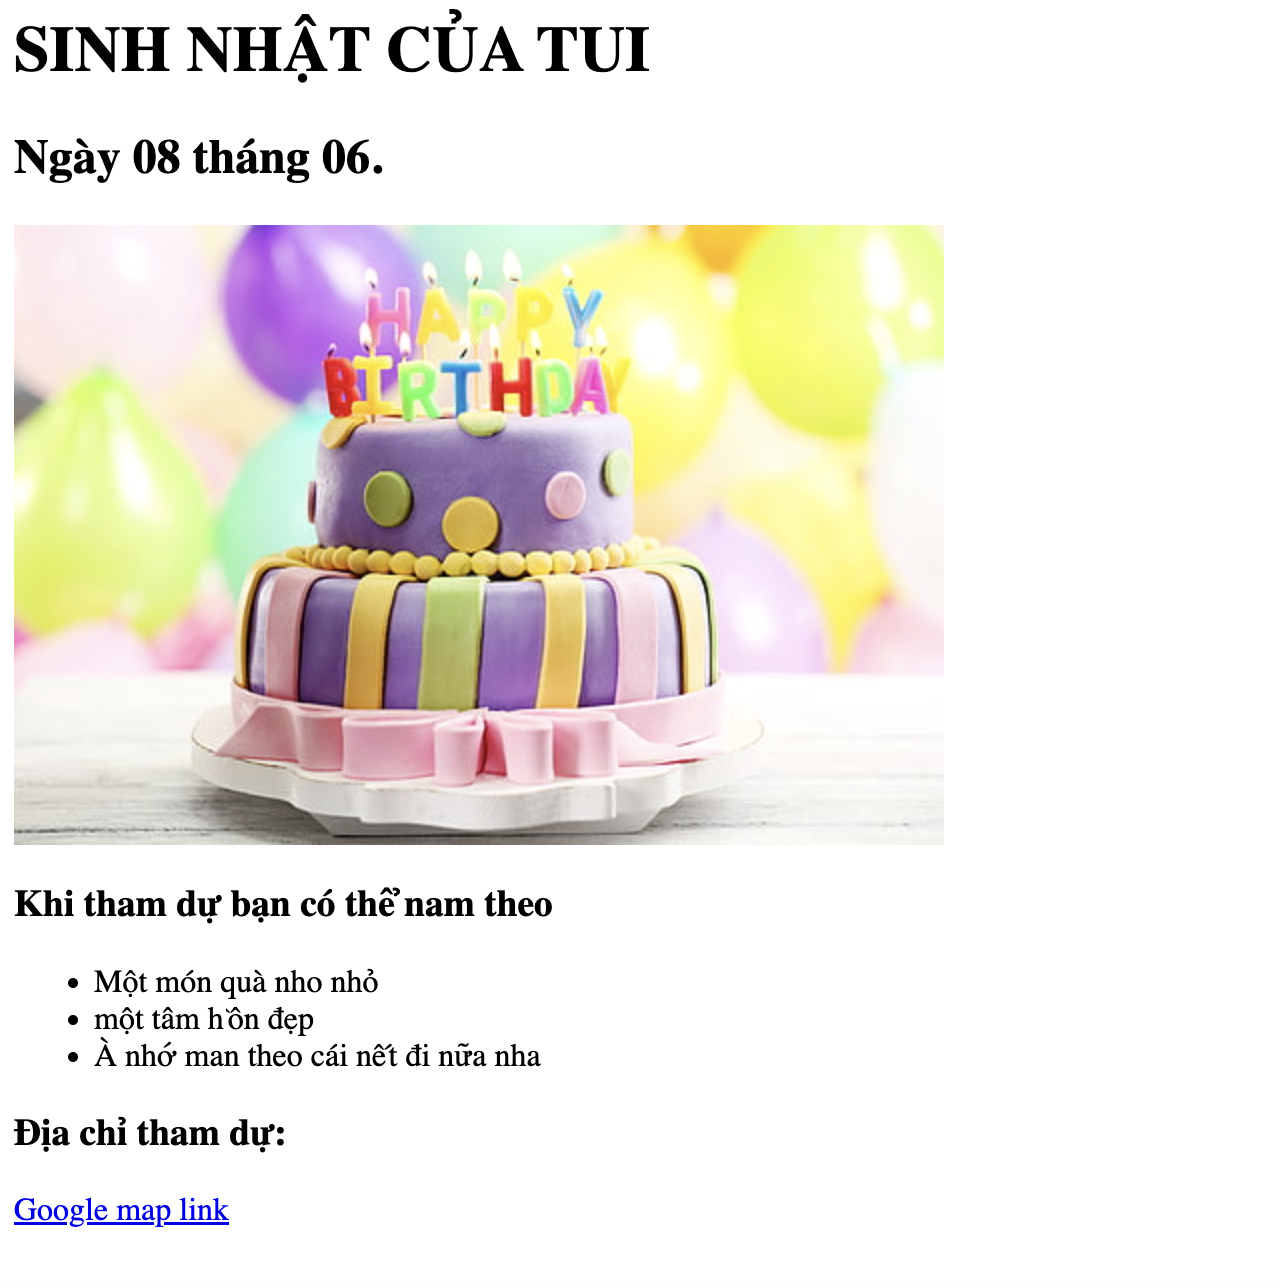 SINH NHẬT CỦA TUI
Ngày 08 tháng 06.
HAPPY
BIRTHDAY
Khi tham dự bạn có thể nam theo
Một món quà nho nhỏ
một tâm hồn đẹp
À nhớ man theo cái nết đi nữa nha
Địa chỉ tham dự:
Google map link